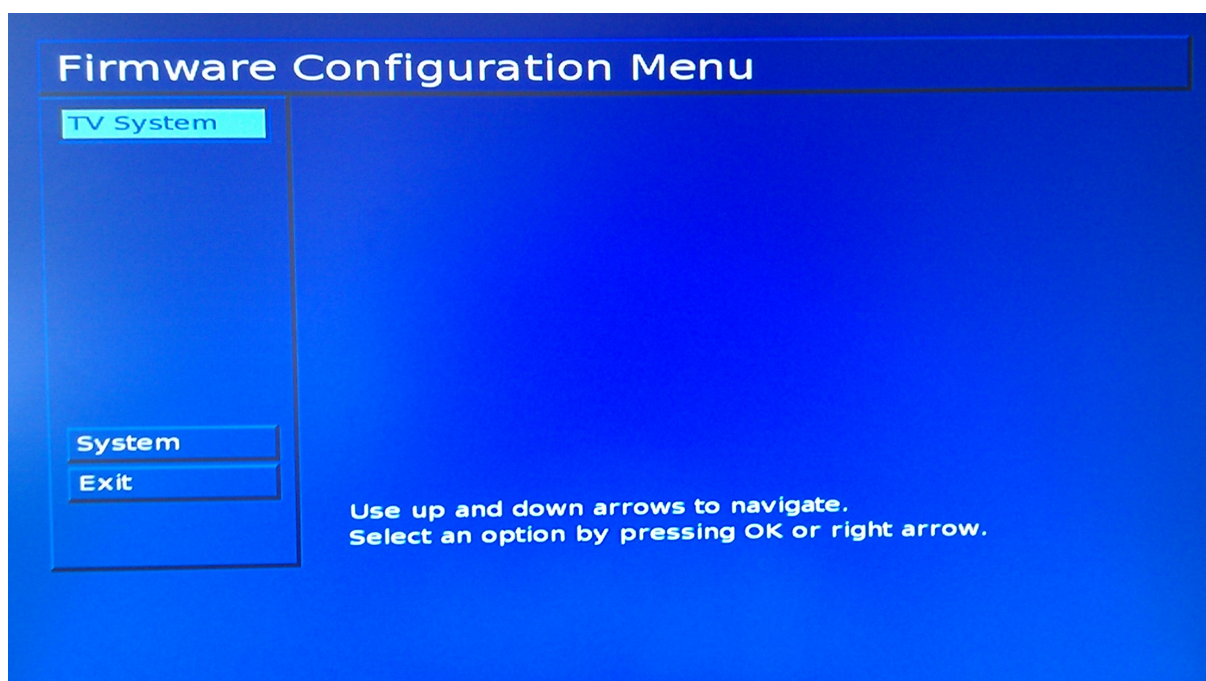 Firmware Configuration Menu
TV System
System
Exit
Use up and down arrows to navigate.
Select an option by pressing OK or right arrow.